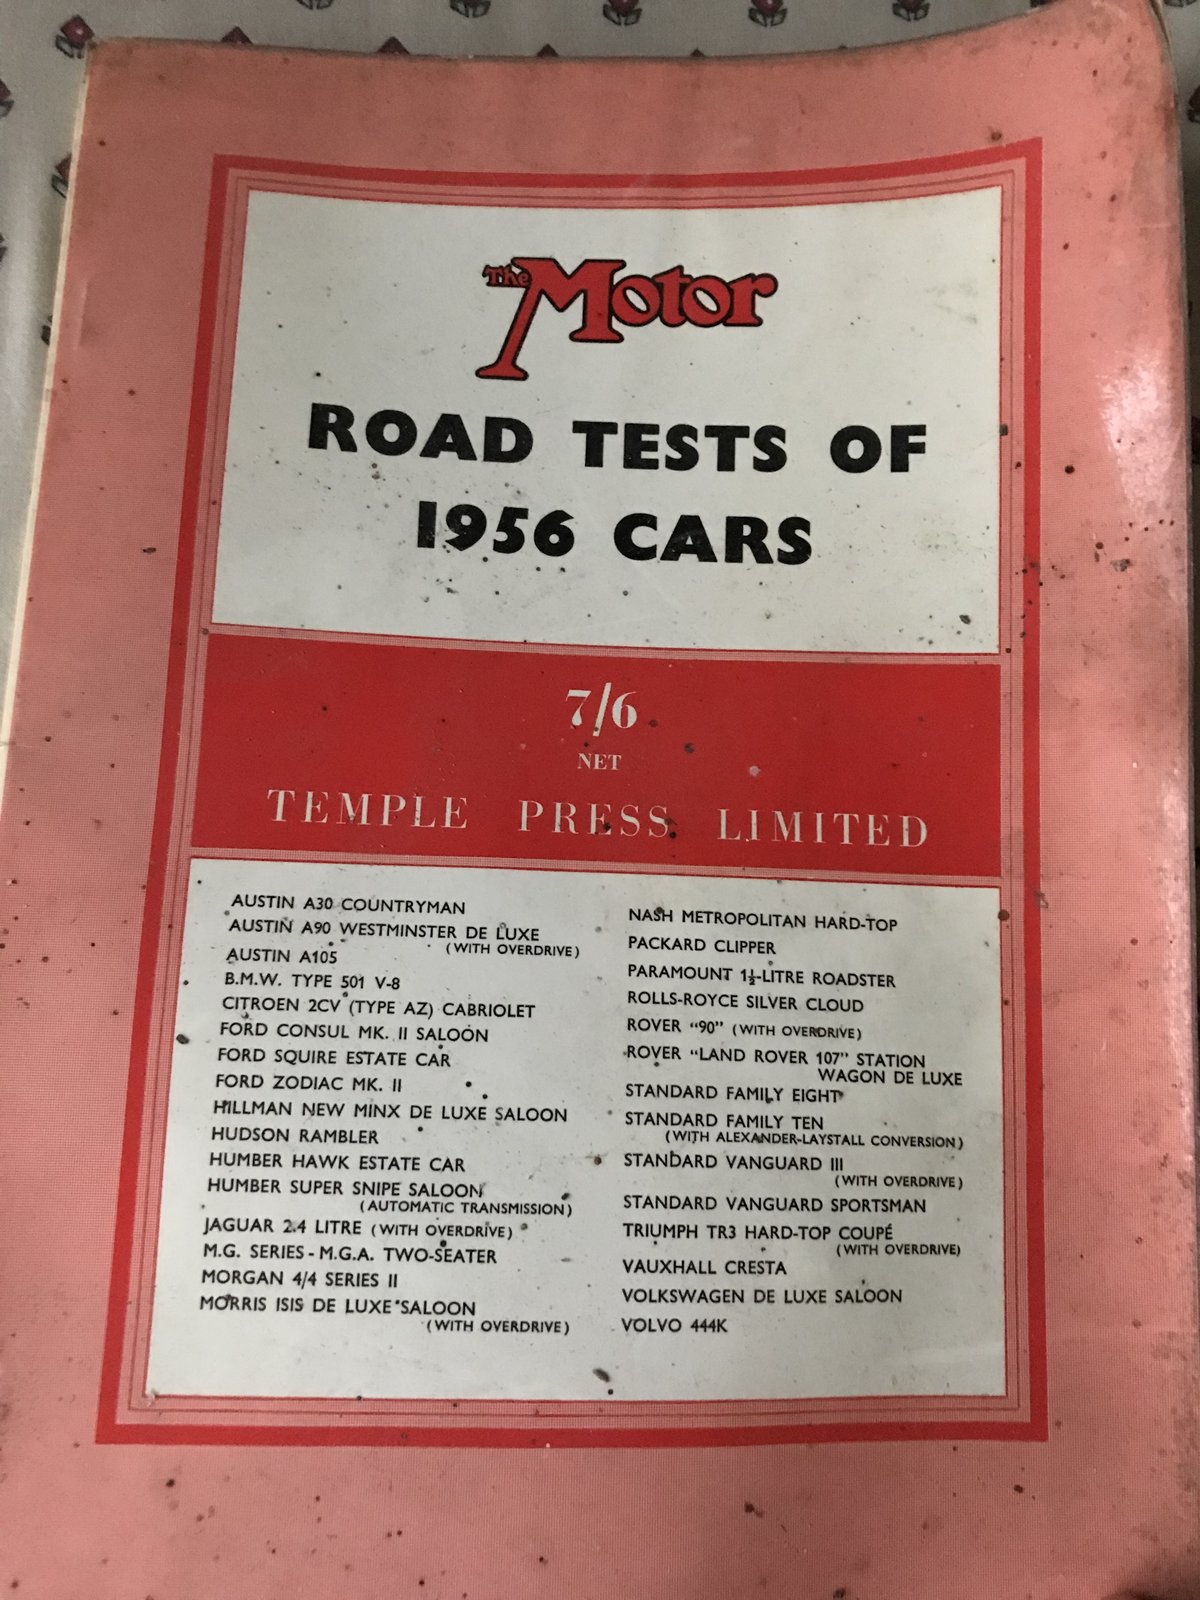 The Motor
ROAD TESTS OF
1956 CARS
7/6
NET
TEMPLE PRESS LIMITED
AUSTIN A30 COUNTRYMAN
AUSTIN A90 WESTMINSTER DE LUXE
(WITH OVERDRIVE)
AUSTIN A105
B.M.W. TYPE 501 V-8
CITROEN 2CV (TYPE AZ) CABRIOLET
FORD CONSUL MK. II SALOON
FORD SQUIRE ESTATE CAR
FORD ZODIAC MK. II
HILLMAN NEW MINX DE LUXE SALOON
HUDSON RAMBLER
HUMBER HAWK ESTATE CAR
HUMBER SUPER SNIPE SALOON
(AUTOMATIC TRANSMISSION)
JAGUAR 2.4 LITRE (WITH OVERDRIVE)
M.G. SERIES - M.G.A. TWO-SEATER
MORGAN 4/4 SERIES II
MORRIS ISIS DE LUXE SALOON
(WITH OVERDRIVE)
NASH METROPOLITAN HARD-TOP
PACKARD CLIPPER
PARAMOUNT 1½-LITRE ROADSTER
ROLLS-ROYCE SILVER CLOUD
ROVER "90" (WITH OVERDRIVE)
ROVER "LAND ROVER 107" STATION
WAGON DE LUXE
STANDARD FAMILY EIGHT
STANDARD FAMILY TEN
(WITH ALEXANDER-LAYSTALL CONVERSION)
STANDARD VANGUARD III
(WITH OVERDRIVE)
STANDARD VANGUARD SPORTSMAN
TRIUMPH TR3 HARD-TOP COUPÉ
(WITH OVERDRIVE)
VAUXHALL CRESTA
VOLKSWAGEN DE LUXE SALOON
VOLVO 444K